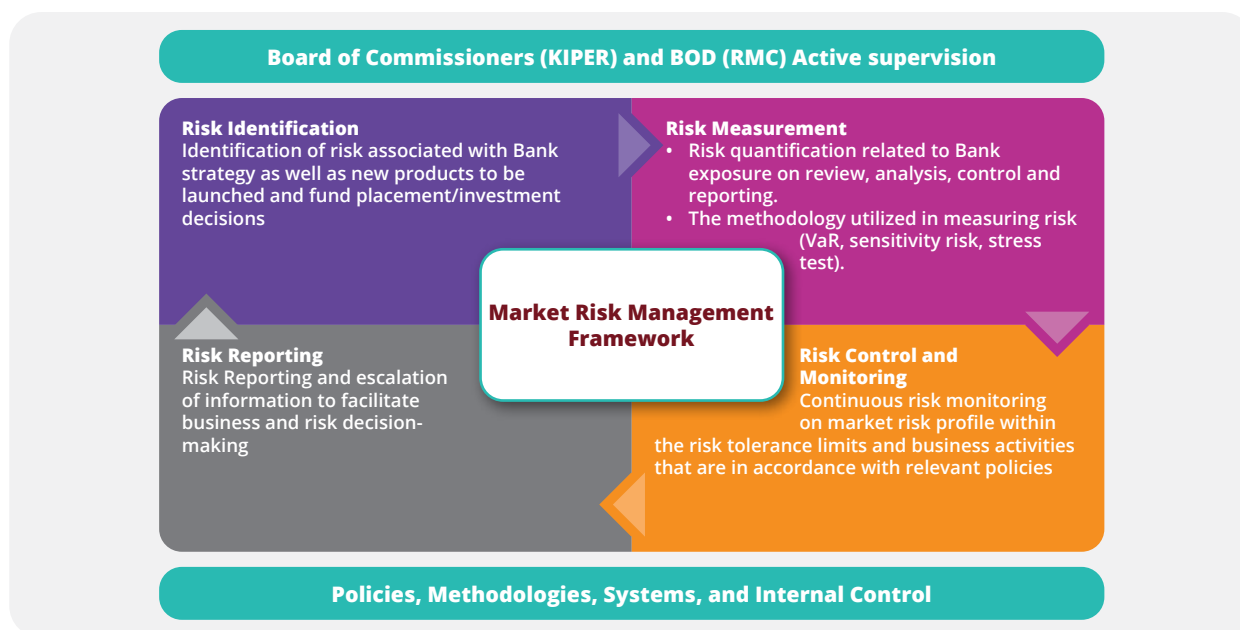 Board of Commissioners (KIPER) and BOD (RMC) Active supervision
Risk Identification
Identification of risk associated with Bank
strategy as well as new products to be
launched and fund placement/investment
decisions
Risk Measurement
• Risk quantification related to Bank
exposure on review, analysis, control and
reporting.
• The methodology utilized in measuring risk
(VaR, sensitivity risk, stress
test).
Market Risk Management
Framework
Risk Reporting
Risk Reporting and escalation
of information to facilitate
business and risk decision-
making
Risk Control and
Monitoring
Continuous risk monitoring
on market risk profile within
the risk tolerance limits and business activities
that are in accordance with relevant policies
Policies, Methodologies, Systems, and Internal Control